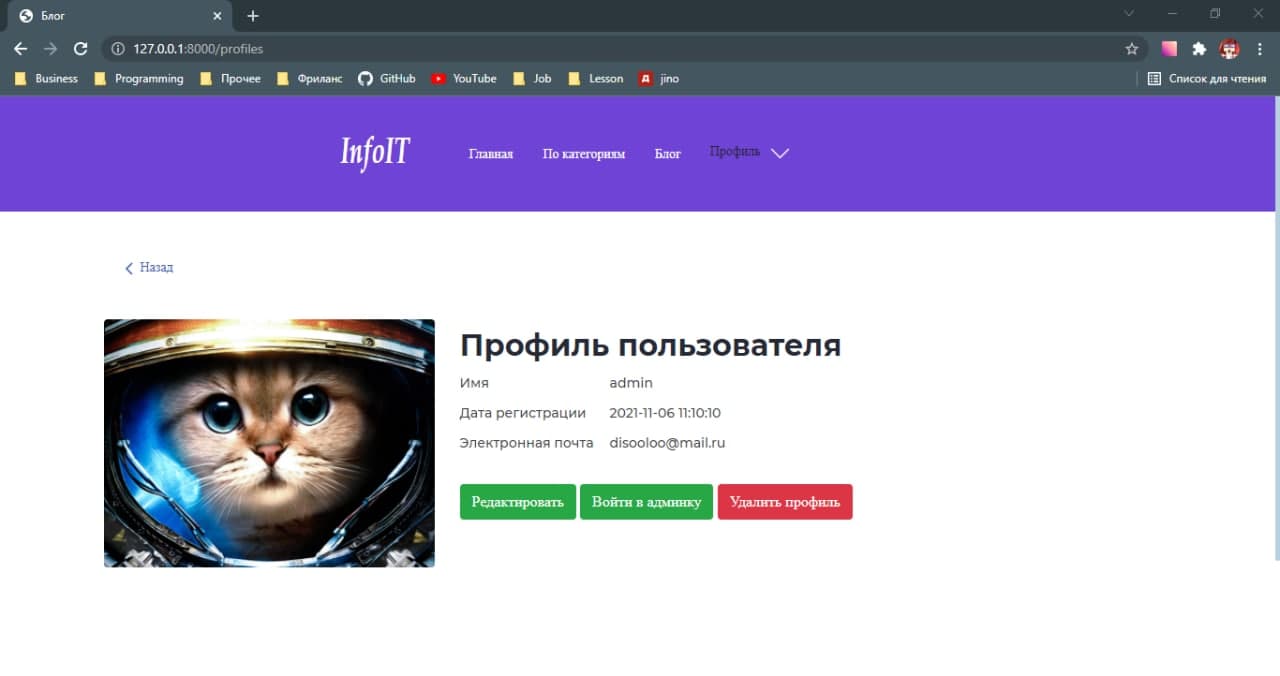 Блог
127.0.0.1:8000/profiles
Business Programming Прочее Фриланс GitHub YouTube Job Lesson jino Список для чтения
InfoIT Главная По категориям Блог Профиль
Назад
Профиль пользователя
Имя admin
Дата регистрации 2021-11-06 11:10:10
Электронная почта disooloo@mail.ru
Редактировать Войти в админку Удалить профиль